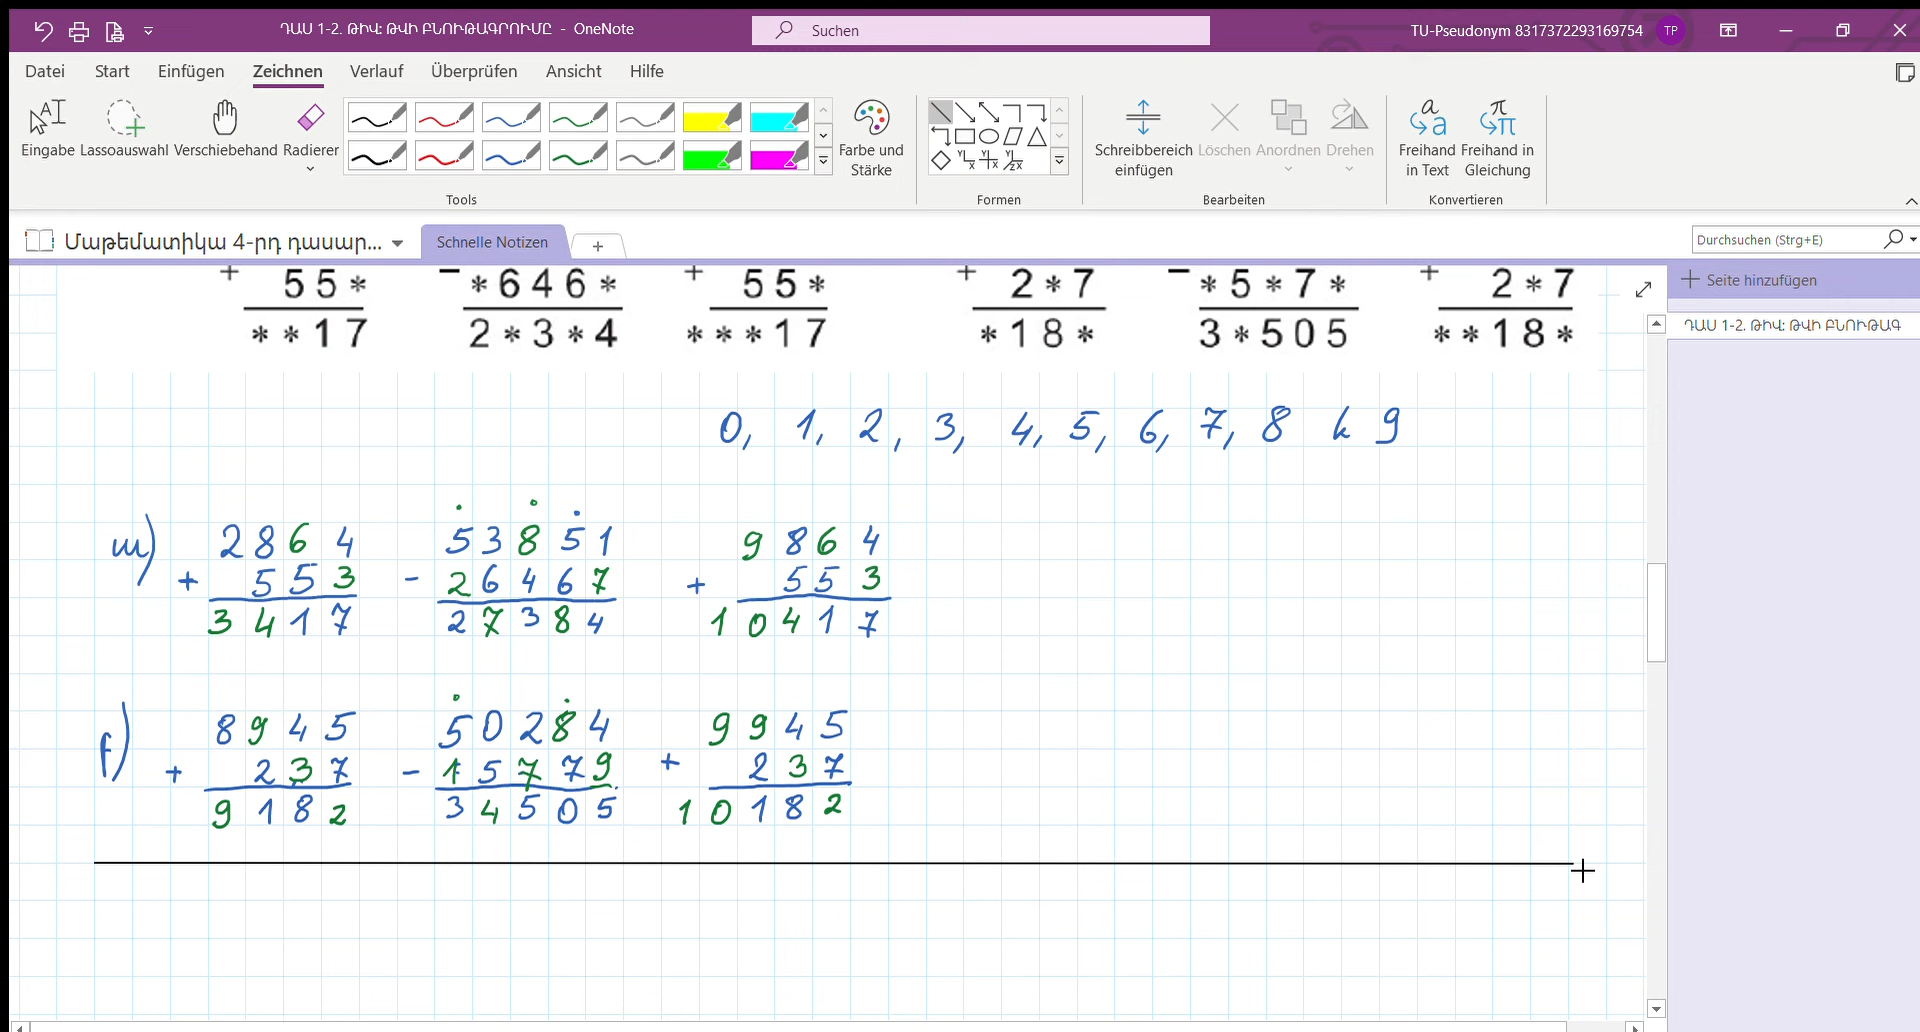 ԴԱՍ 1-2. ԹԻՎ: ԹՎԻ ԲՆՈՒԹԱԳՐՈՒՄԸ - OneNote
Suchen
TU-Pseudonym 8317372293169754 TP
Datei Start Einfügen Zeichnen Verlauf Überprüfen Ansicht Hilfe
Eingabe Lassoauswahl Verschiebehand Radierer
Farbe und Stärke
Schreibbereich einfügen Löschen Anordnen Drehen
Freihand in Text Freihand in Gleichung
Tools Formen Bearbeiten Konvertieren
Մաթեմատիկա 4-րդ դասար... Schnelle Notizen +
Durchsuchen (Strg+E)
Seite hinzufügen
ԴԱՍ 1-2. ԹԻՎ: ԹՎԻ ԲՆՈՒԹԱԳ
+ 55* - *646* + 55* + 2*7 - *5*7* + 2*7
**17 2*3*4 ***17 *18* 3*505 **18*
0, 1, 2, 3, 4, 5, 6, 7, 8 և 9
ա) 2864 53851 9864
+ 553 - 26467 + 553
3417 27384 10417
բ) 8945 50284 9945
+ 237 - 15779 + 237
9182 34505 10182